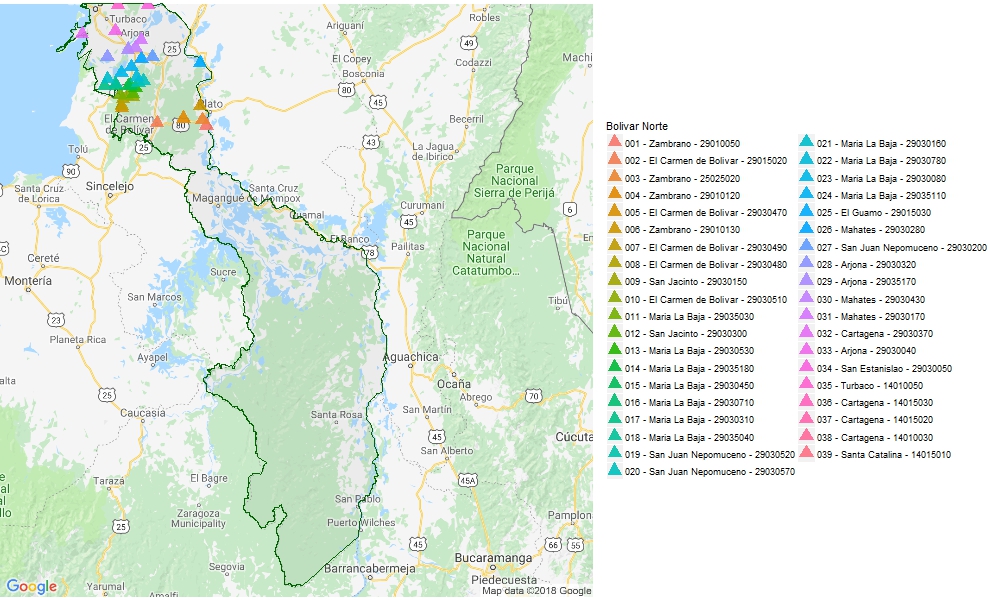 Turbaco
Arjona
25
Ariguaní
Robles
49
Codazzi
Machi
El Copey
Bosconia
80
45
Plato
El Carmen
de Bolívar
80
Becerril
25
43
La Jagua
de Ibirico
Tolú
90
Sincelejo
Parque
Nacional
Sierra de Perijá
Santa Cruz
de Lorica
Santa Cruz
de Mompox
Magangué
Guamal
Curumaní
45
6
El Banco
78
Pailitas
Parque
Nacional
Natural
Catatumbo...
En
Cereté
Montería
Sucre
San Marcos
Tibú
23
Planeta Rica
Ayapel
Aguachica
Ocaña
Abrego
70
alta
25
Caucasia
Santa Rosa
San Martín
45
San Alberto
Cúcuta
Tarazá
El Bagre
45A
San Pablo
Zaragoza
Municipality
Puerto Wilches
Pamplon
25
45
66
55
Segovia
Bucaramanga
Barrancabermeja
Piedecuesta
Yarumal
Amalfi
Google
Map data ©2018 Google
Bolivar Norte
001 - Zambrano - 29010050
002 - El Carmen de Bolivar - 29015020
003 - Zambrano - 25025020
004 - Zambrano - 29010120
005 - El Carmen de Bolivar - 29030470
006 - Zambrano - 29010130
007 - El Carmen de Bolivar - 29030490
008 - El Carmen de Bolivar - 29030480
009 - San Jacinto - 29030150
010 - El Carmen de Bolivar - 29030510
011 - Maria La Baja - 29035030
012 - San Jacinto - 29030300
013 - Maria La Baja - 29030530
014 - Maria La Baja - 29035180
015 - Maria La Baja - 29030450
016 - Maria La Baja - 29030710
017 - Maria La Baja - 29030310
018 - Maria La Baja - 29035040
019 - San Juan Nepomuceno - 29030520
020 - San Juan Nepomuceno - 29030570
021 - Maria La Baja - 29030160
022 - Maria La Baja - 29030780
023 - Maria La Baja - 29030080
024 - Maria La Baja - 29035110
025 - El Guamo - 29015030
026 - Mahates - 29030280
027 - San Juan Nepomuceno - 29030200
028 - Arjona - 29030320
029 - Arjona - 29035170
030 - Mahates - 29030430
031 - Mahates - 29030170
032 - Cartagena - 29030370
033 - Arjona - 29030040
034 - San Estanislao - 29030050
035 - Turbaco - 14010050
036 - Cartagena - 14015030
037 - Cartagena - 14015020
038 - Cartagena - 14010030
039 - Santa Catalina - 14015010